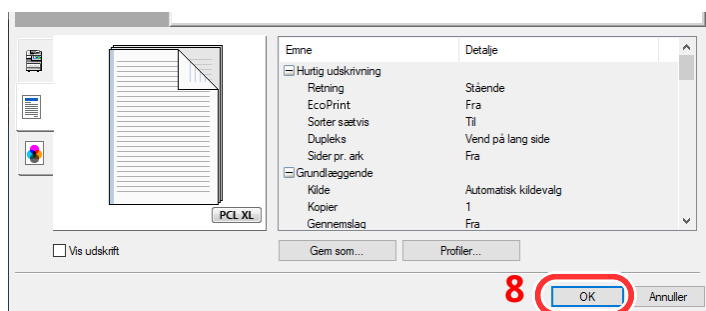 Emne Detalje
Hurtig udskrivning
Retning Stående
EcoPrint Fra
Sorter sætvis Til
Dupleks Vend på lang side
Sider pr. ark Fra
Grundlæggende
Kilde Automatisk kildevalg
Kopier 1
Gennemslag Fra
PCL XL
Vis udskrift Gem som... Profiler...
8 OK Annuller